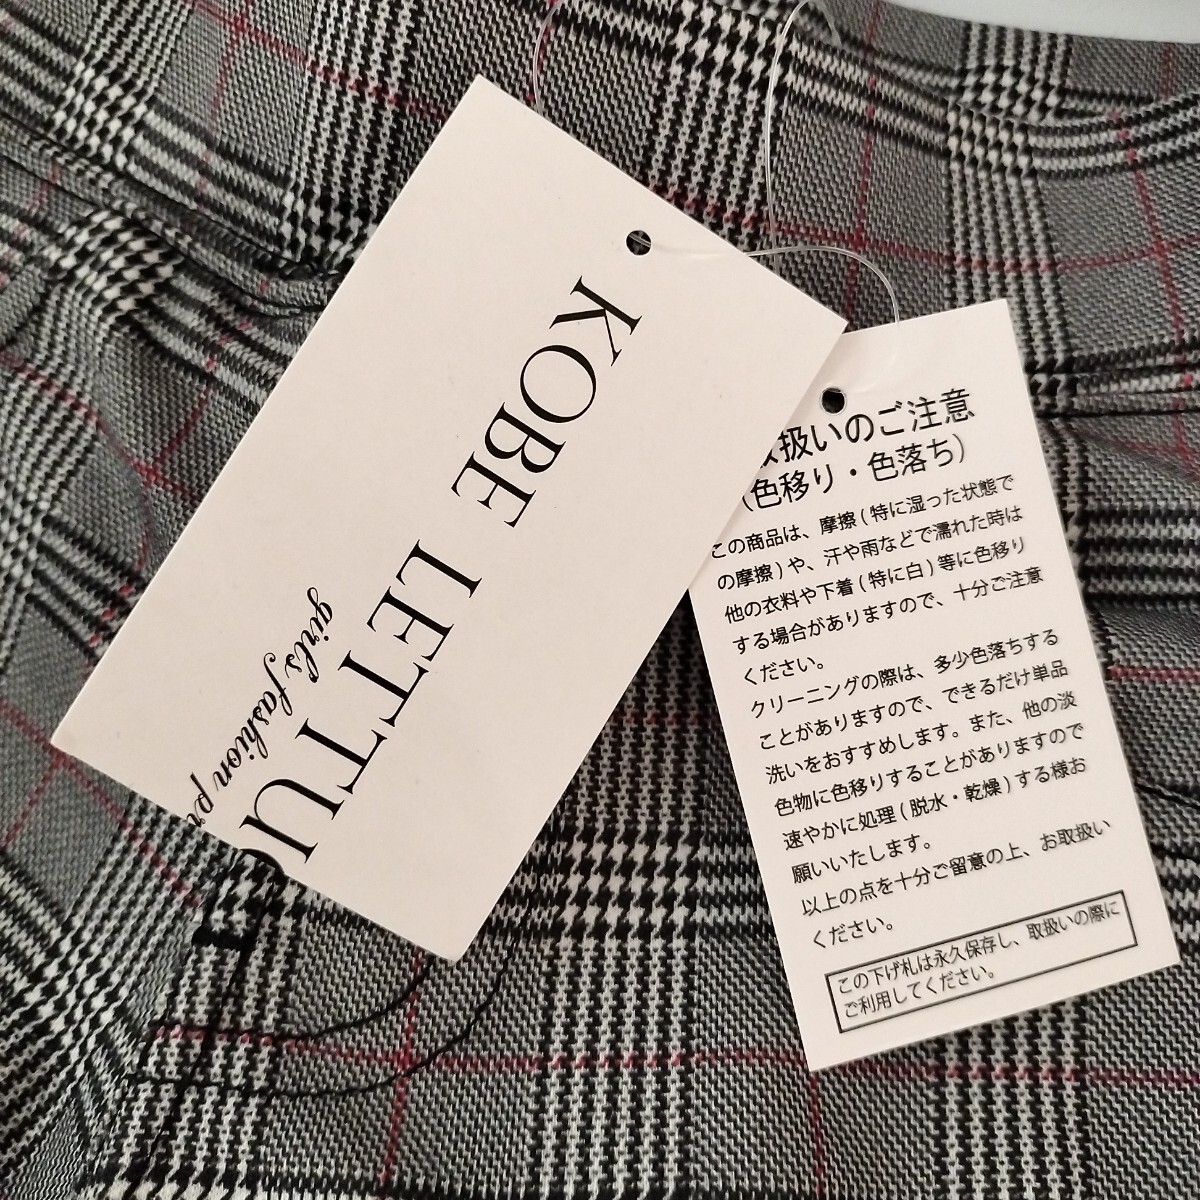 KOBE LETTU
girl's fashion
扱いのご注意
(色移り・色落ち)
この商品は、摩擦(特に湿った状態で
の摩擦)や、汗や雨などで濡れた時は
他の衣料や下着(特に白)等に色移り
する場合がありますので、十分ご注意
ください。
クリーニングの際は、多少色落ちする
ことがありますので、できるだけ単品
洗いをおすすめします。また、他の淡
色物に色移りすることがありますので
速やかに処理(脱水・乾燥)する様お
願いいたします。
以上の点を十分ご留意の上、お取扱い
ください。
この下げ札は永久保存し、取扱いの際に
ご利用してください。